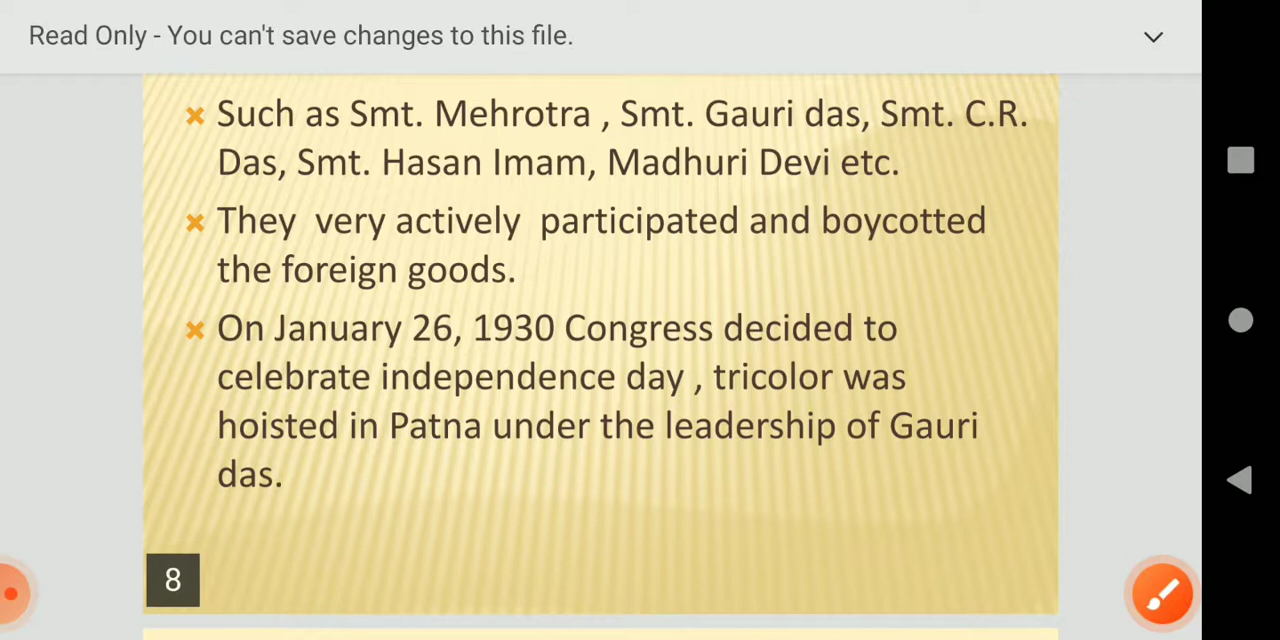 Read Only - You can't save changes to this file.
Such as Smt. Mehrotra , Smt. Gauri das, Smt. C.R.
Das, Smt. Hasan Imam, Madhuri Devi etc.
They very actively participated and boycotted
the foreign goods.
On January 26, 1930 Congress decided to
celebrate independence day , tricolor was
hoisted in Patna under the leadership of Gauri
das.
8